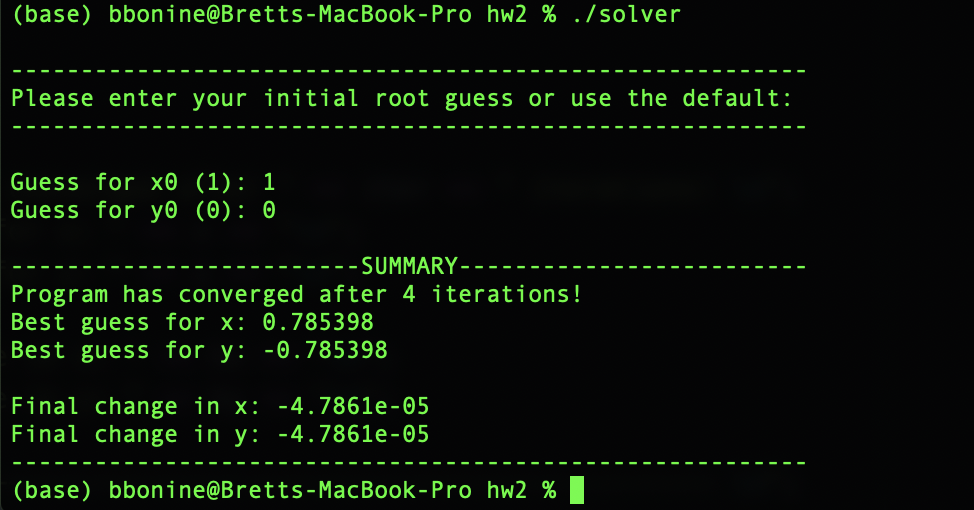 (base) bbonine@Bretts-MacBook-Pro hw2 % ./solver
---------------------------------------------------------
Please enter your initial root guess or use the default:
---------------------------------------------------------
Guess for x0 (1): 1
Guess for y0 (0): 0
-------------------------SUMMARY-------------------------
Program has converged after 4 iterations!
Best guess for x: 0.785398
Best guess for y: -0.785398
Final change in x: -4.7861e-05
Final change in y: -4.7861e-05
---------------------------------------------------------
(base) bbonine@Bretts-MacBook-Pro hw2 %